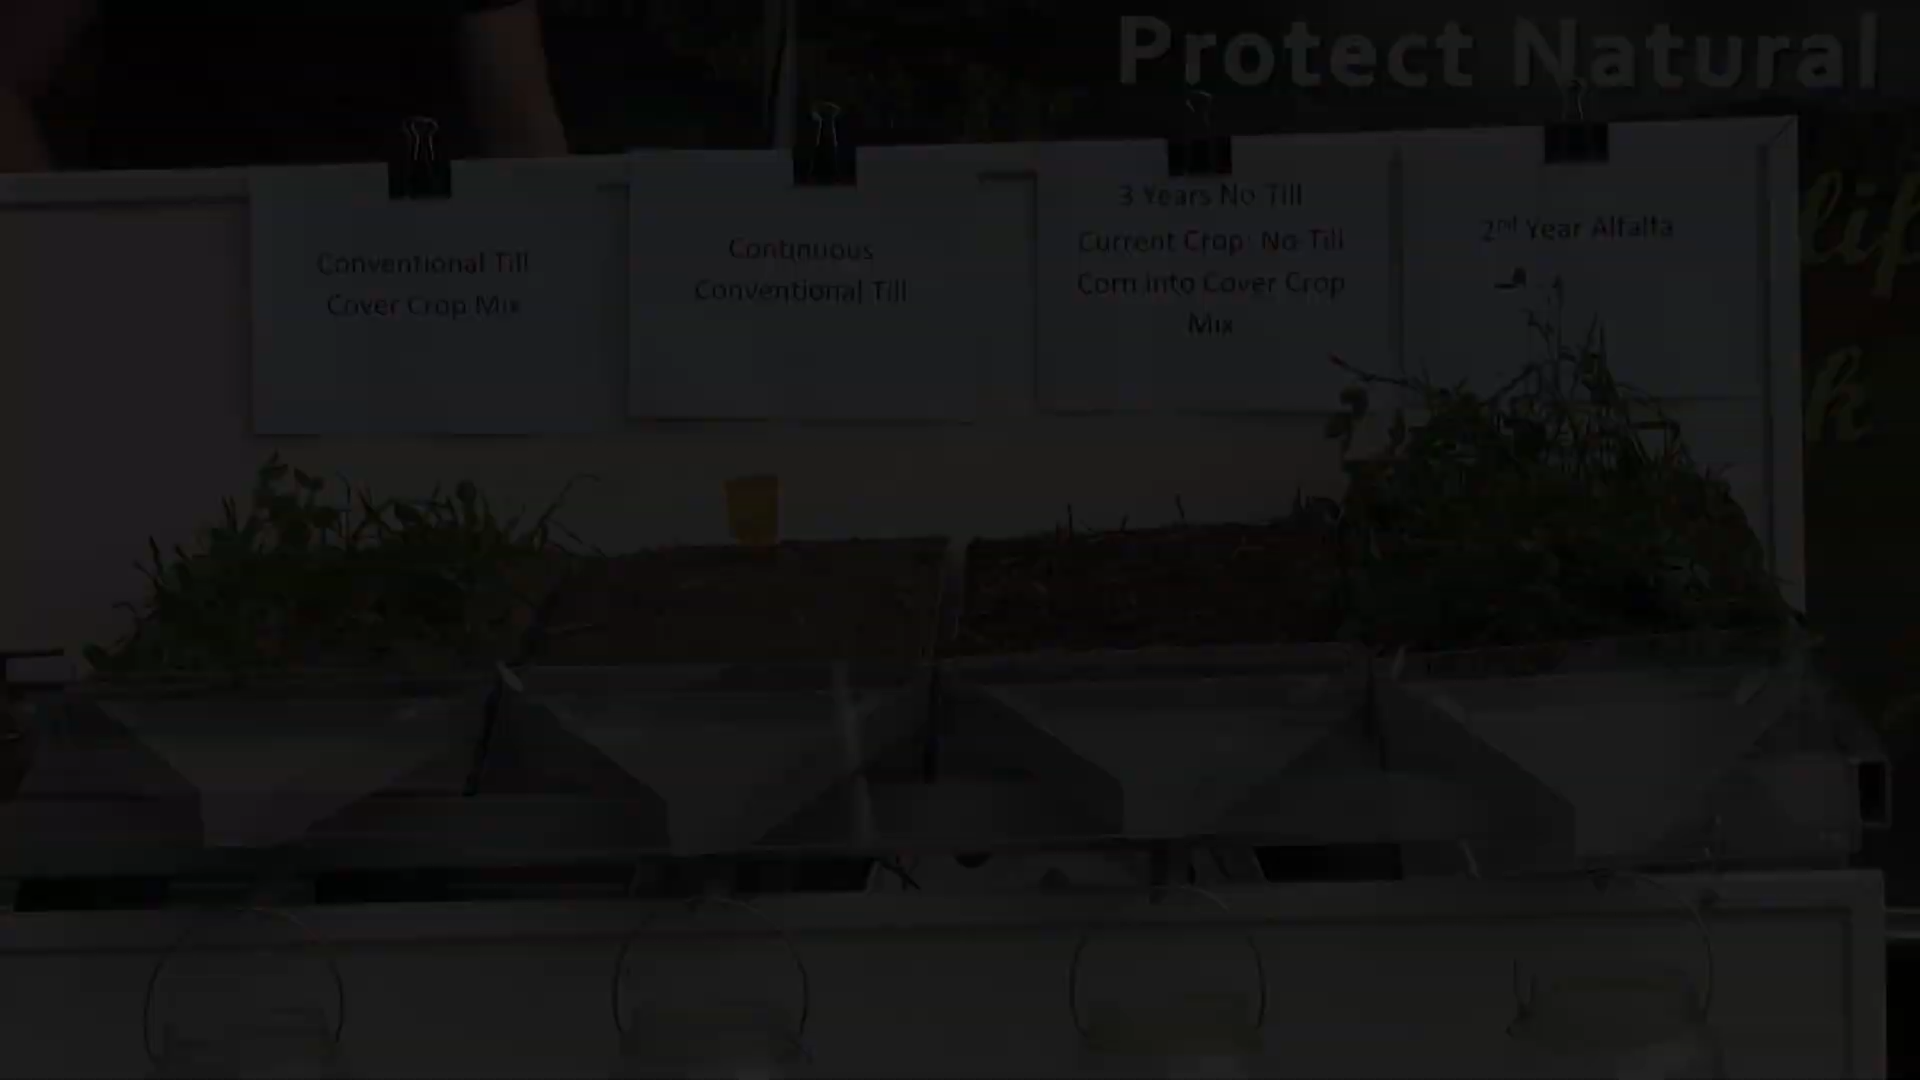 Protect Natural
Conventional Till
Cover Crop Mix
Continuous
Conventional Till
3 Years No Till
Current Crop: No-Till
Corn into Cover Crop
Mix
2nd Year Alfalfa